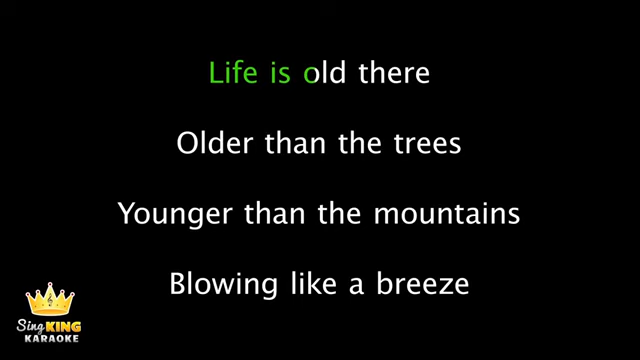 Life is old there
Older than the trees
Younger than the mountains
Blowing like a breeze
Sing KING
KARAOKE